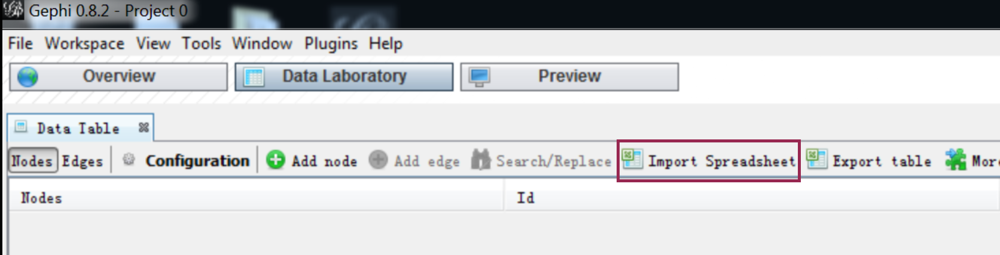 Gephi 0.8.2 - Project 0
File Workspace View Tools Window Plugins Help
Overview Data Laboratory Preview
Data Table
Nodes Edges Configuration Add node Add edge Search/Replace Import Spreadsheet Export table More
Nodes Id